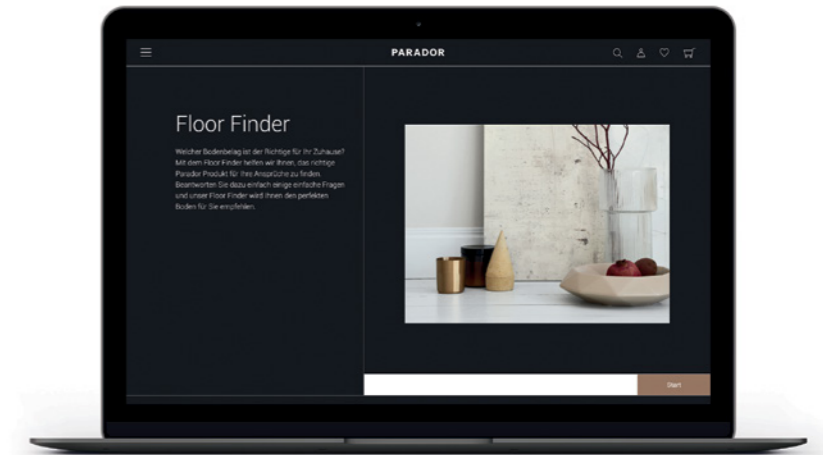 PARADOR
Floor Finder
Welcher Bodenbelag ist der Richtige für Ihr Zuhause?
Mit dem Floor Finder helfen wir Ihnen, das richtige
Parador Produkt für Ihre Ansprüche zu finden.
Beantworten Sie dazu einfach einige einfache Fragen
und unser Floor Finder wird Ihnen den perfekten
Boden für Sie empfehlen.
Start